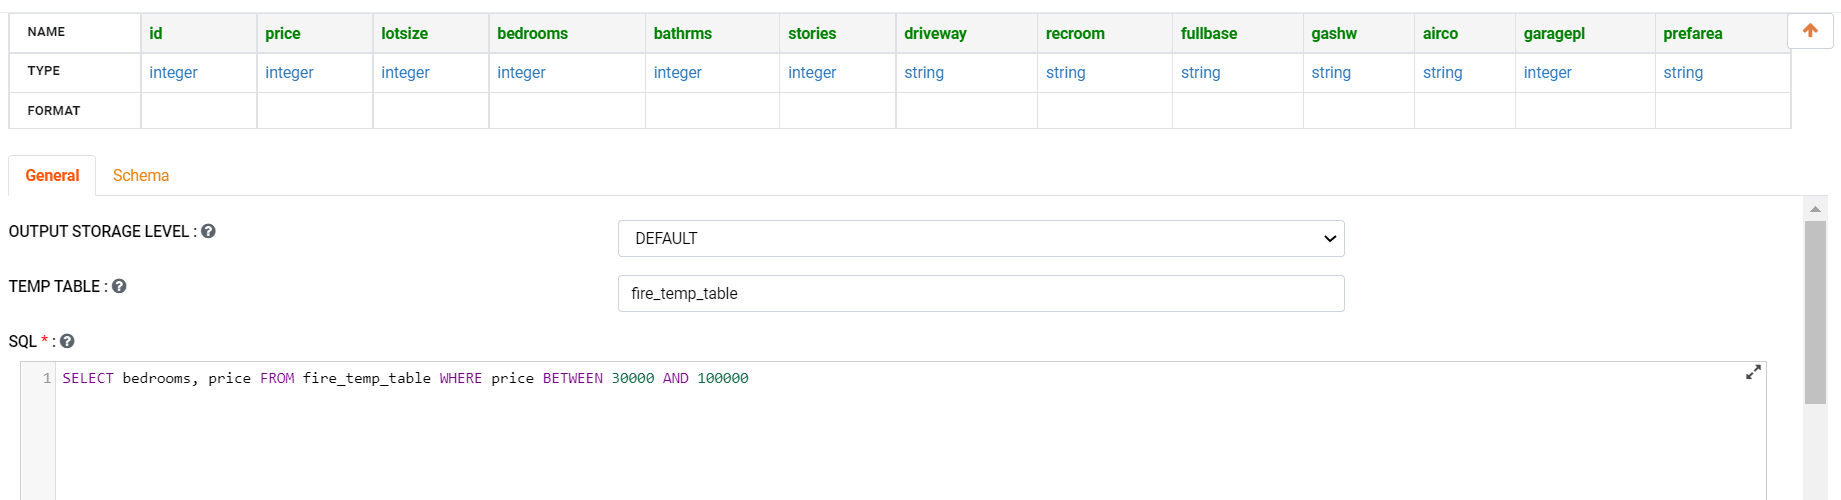 NAME id price lotsize bedrooms bathrms stories driveway recroom fullbase gashw airco garagepl prefarea
TYPE integer integer integer integer integer integer string string string string string integer string
FORMAT
General Schema
OUTPUT STORAGE LEVEL : ?
DEFAULT
TEMP TABLE : ?
fire_temp_table
SQL * : ?
1 SELECT bedrooms, price FROM fire_temp_table WHERE price BETWEEN 30000 AND 100000